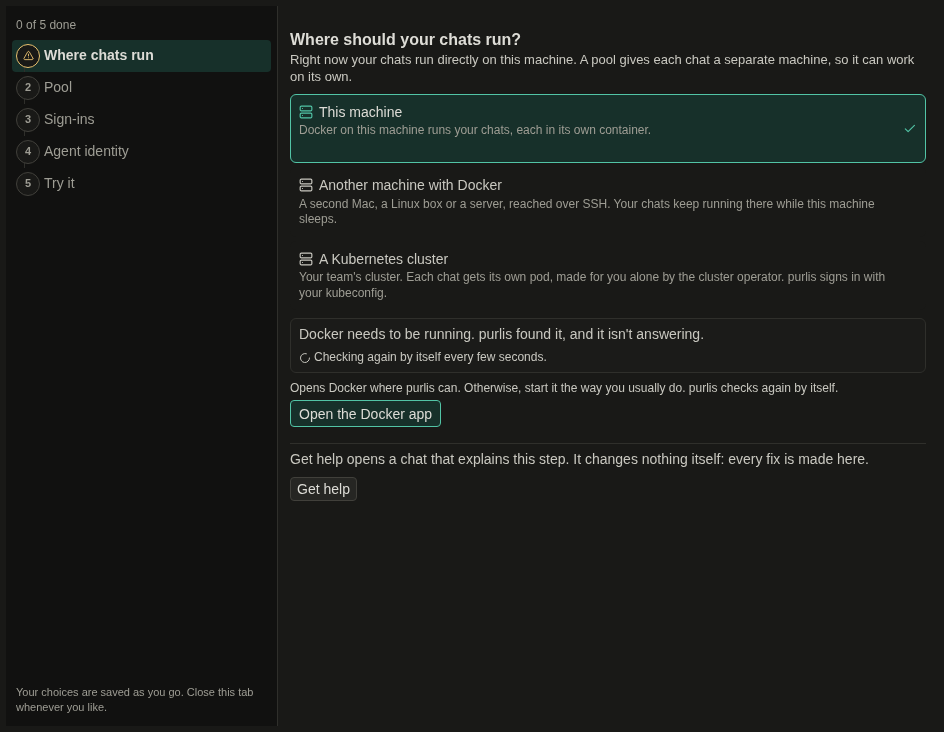 0 of 5 done
Where chats run
2 Pool
3 Sign-ins
4 Agent identity
5 Try it
Your choices are saved as you go. Close this tab
whenever you like.
Where should your chats run?
Right now your chats run directly on this machine. A pool gives each chat a separate machine, so it can work
on its own.
This machine
Docker on this machine runs your chats, each in its own container.
Another machine with Docker
A second Mac, a Linux box or a server, reached over SSH. Your chats keep running there while this machine
sleeps.
A Kubernetes cluster
Your team's cluster. Each chat gets its own pod, made for you alone by the cluster operator. purlis signs in with
your kubeconfig.
Docker needs to be running. purlis found it, and it isn't answering.
Checking again by itself every few seconds.
Opens Docker where purlis can. Otherwise, start it the way you usually do. purlis checks again by itself.
Open the Docker app
Get help opens a chat that explains this step. It changes nothing itself: every fix is made here.
Get help